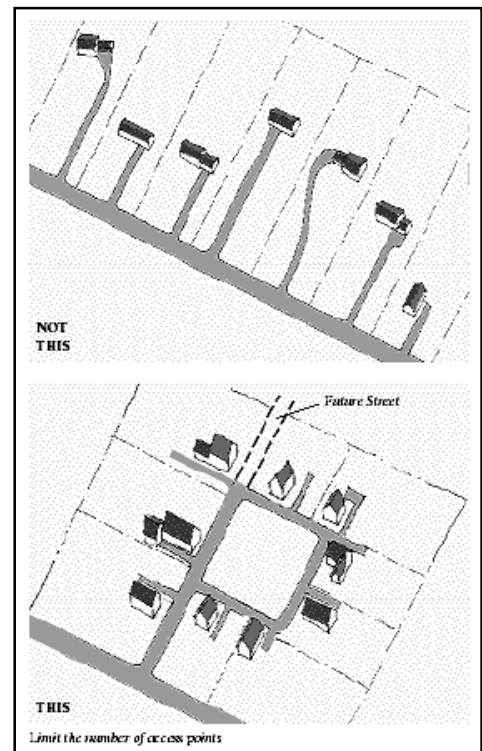 NOT
THIS
Future Street
THIS
Limit the number of access points